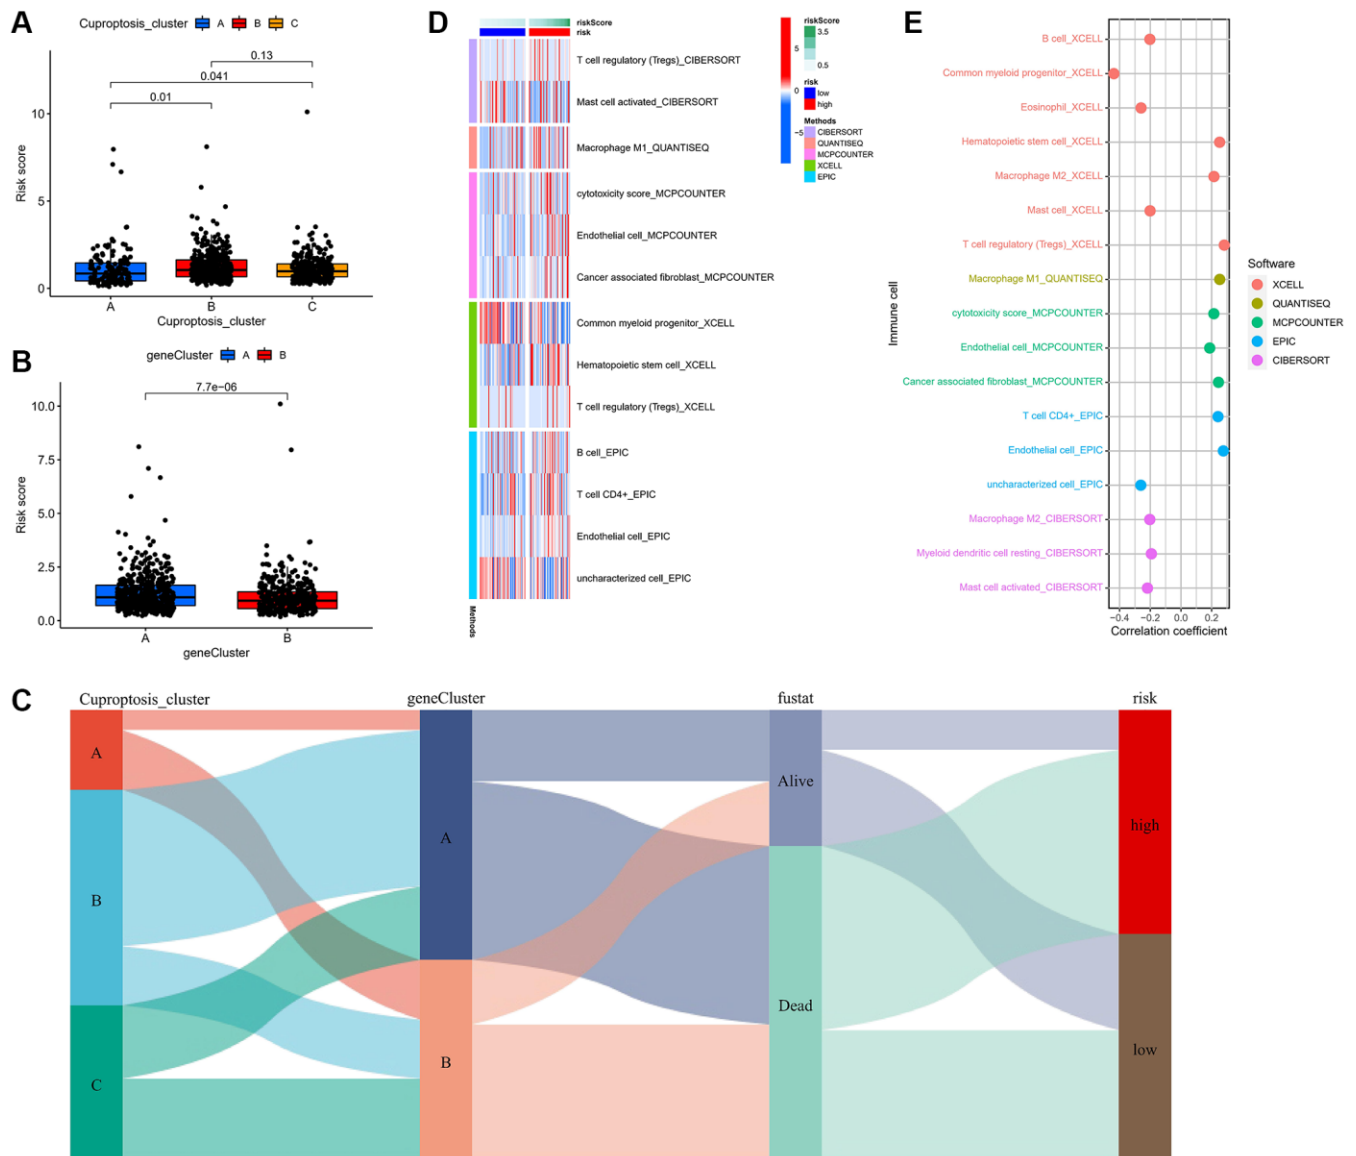 A
Cuproptosis_cluster A B C
Risk score
10
5
0
0.13
0.041
0.01
A B C
Cuproptosis_cluster
B
geneCluster A B
Risk score
10.0
7.5
5.0
2.5
0.0
7.7e−06
A B
geneCluster
D
riskScore
risk
T cell regulatory (Tregs)_CIBERSORT
Mast cell activated_CIBERSORT
Macrophage M1_QUANTISEQ
cytotoxicity score_MCPCOUNTER
Endothelial cell_MCPCOUNTER
Cancer associated fibroblast_MCPCOUNTER
Common myeloid progenitor_XCELL
Hematopoietic stem cell_XCELL
T cell regulatory (Tregs)_XCELL
B cell_EPIC
T cell CD4+_EPIC
Endothelial cell_EPIC
uncharacterized cell_EPIC
Methods
5
0
−5
riskScore
3.5
0.5
risk
low
high
Methods
CIBERSORT
QUANTISEQ
MCPCOUNTER
XCELL
EPIC
E
Immune cell
B cell_XCELL
Common myeloid progenitor_XCELL
Eosinophil_XCELL
Hematopoietic stem cell_XCELL
Macrophage M2_XCELL
Mast cell_XCELL
T cell regulatory (Tregs)_XCELL
Macrophage M1_QUANTISEQ
cytotoxicity score_MCPCOUNTER
Endothelial cell_MCPCOUNTER
Cancer associated fibroblast_MCPCOUNTER
T cell CD4+_EPIC
Endothelial cell_EPIC
uncharacterized cell_EPIC
Macrophage M2_CIBERSORT
Myeloid dendritic cell resting_CIBERSORT
Mast cell activated_CIBERSORT
−0.4 −0.2 0.0 0.2
Correlation coefficient
Software
XCELL
QUANTISEQ
MCPCOUNTER
EPIC
CIBERSORT
C
Cuproptosis_cluster geneCluster fustat risk
A
B
C
A
B
Alive
Dead
high
low